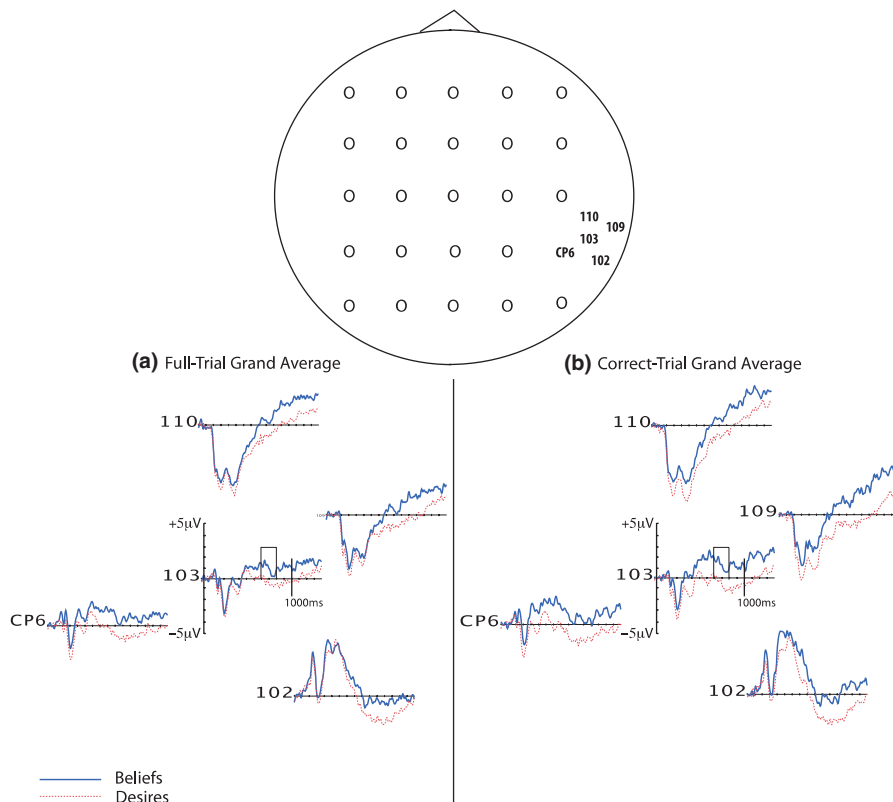 O O O O O
O O O O O
O O O O O
110
109
103
O O O O CP6
102
O O O O O
(a) Full-Trial Grand Average
110
+5µV
103
1000ms
CP6
−5µV
102
(b) Correct-Trial Grand Average
110
109
+5µV
103
1000ms
CP6
−5µV
102
Beliefs
Desires